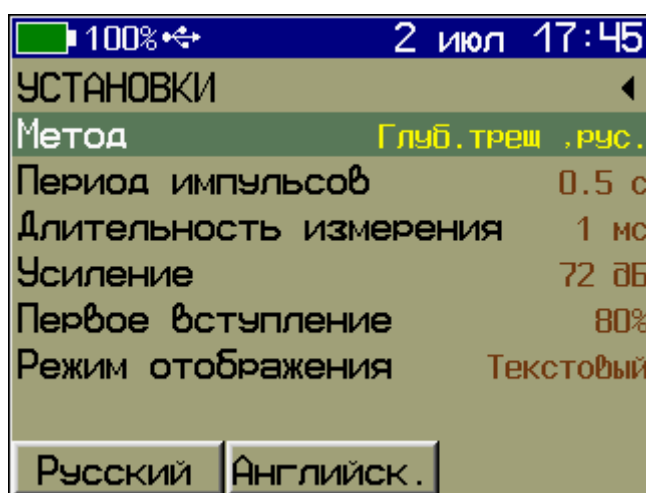 100% 2 июл 17:45
УСТАНОВКИ
Метод Глуб.трещ ,рус.
Период импульсов 0.5 с
Длительность измерения 1 мс
Усиление 72 дБ
Первое вступление 80%
Режим отображения Текстовый
Русский Английск.